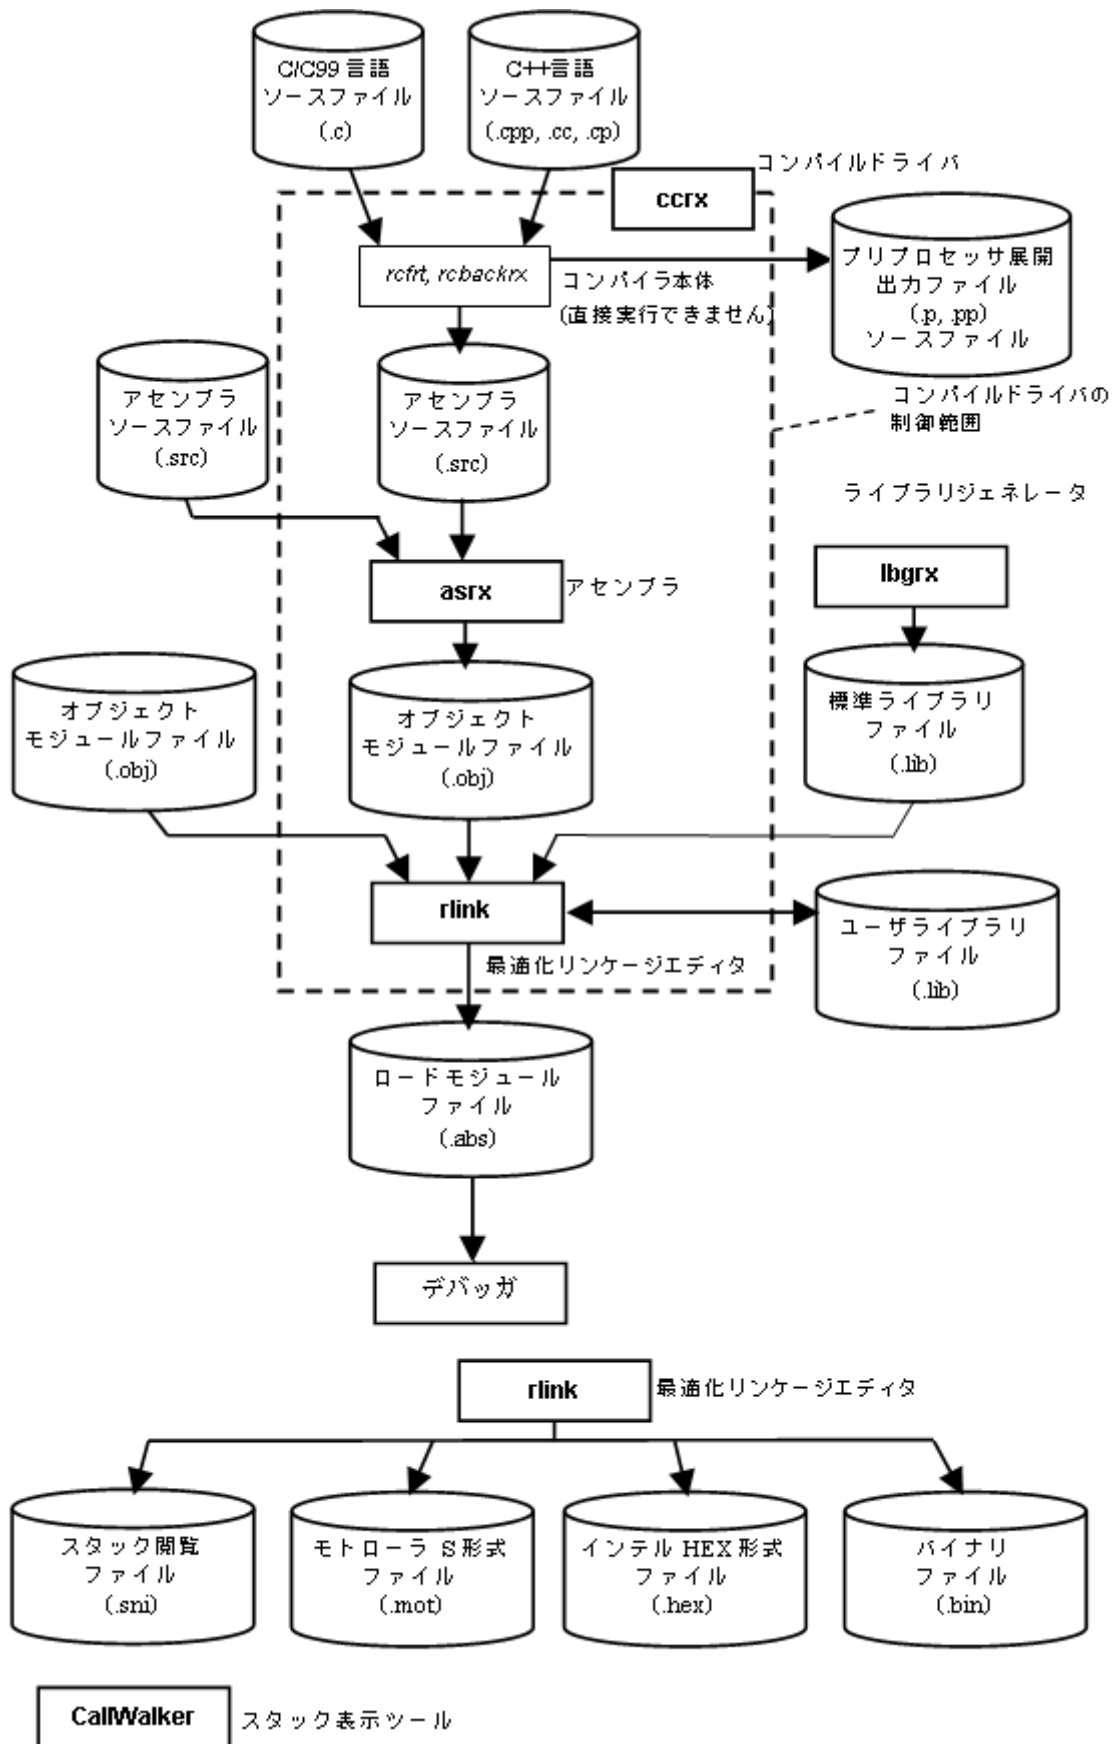 C/C99 言語
ソースファイル
(.c)
C++言語
ソースファイル
(.cpp, .cc, .cp)
コンパイルドライバ
ccrx
rcfrt, rcbackrx
コンパイラ本体
(直接実行できません)
プリプロセッサ展開
出力ファイル
(.p, .pp)
ソースファイル
アセンブラ
ソースファイル
(.src)
アセンブラ
ソースファイル
(.src)
コンパイルドライバの
制御範囲
ライブラリジェネレータ
lbgrx
asrx
アセンブラ
オブジェクト
モジュールファイル
(.obj)
オブジェクト
モジュールファイル
(.obj)
標準ライブラリ
ファイル
(.lib)
rlink
最適化リンケージエディタ
ユーザライブラリ
ファイル
(.lib)
ロードモジュール
ファイル
(.abs)
デバッガ
rlink
最適化リンケージエディタ
スタック閲覧
ファイル
(.sni)
モトローラ S形式
ファイル
(.mot)
インテル HEX 形式
ファイル
(.hex)
バイナリ
ファイル
(.bin)
CallWalker
スタック表示ツール